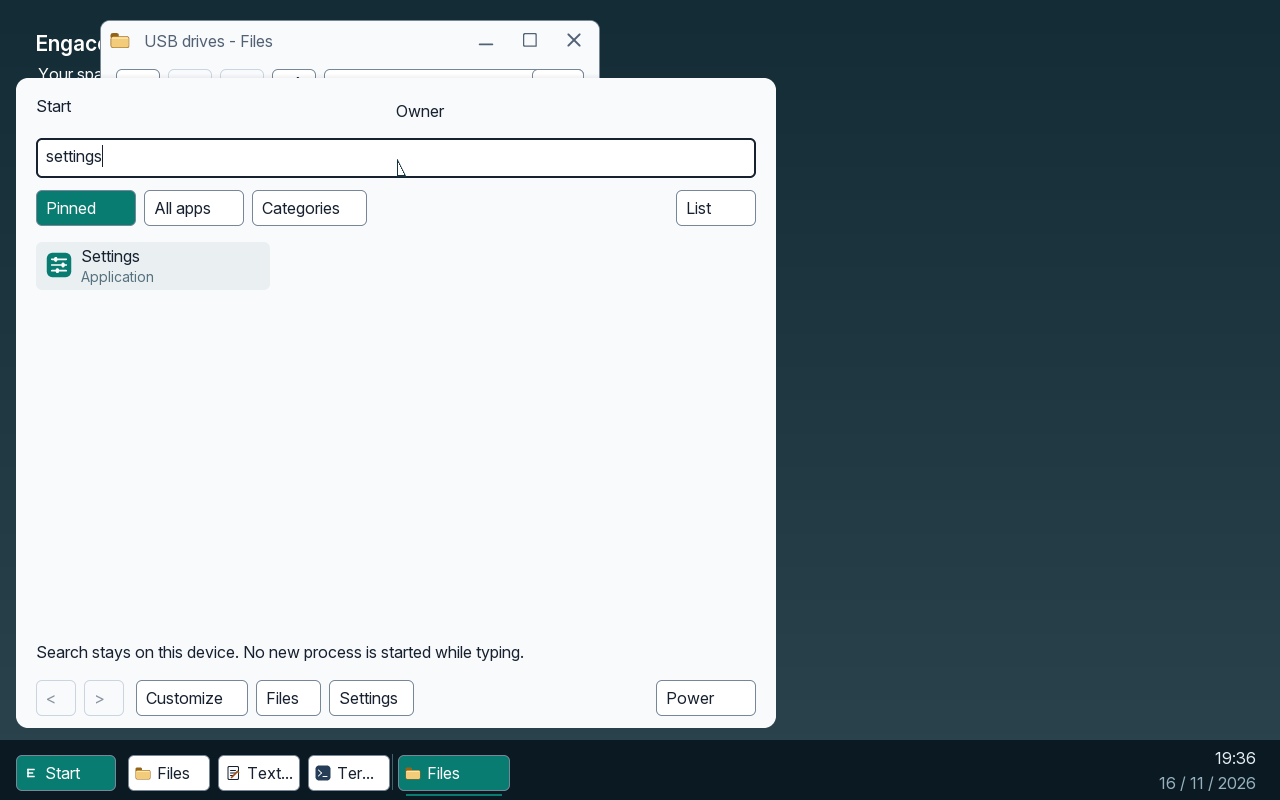 Engac
Your spa
USB drives - Files
Start
Owner
settings
Pinned
All apps
Categories
List
Settings
Application
Search stays on this device. No new process is started while typing.
<
>
Customize
Files
Settings
Power
Start
Files
Text...
Ter...
Files
19:36
16 / 11 / 2026